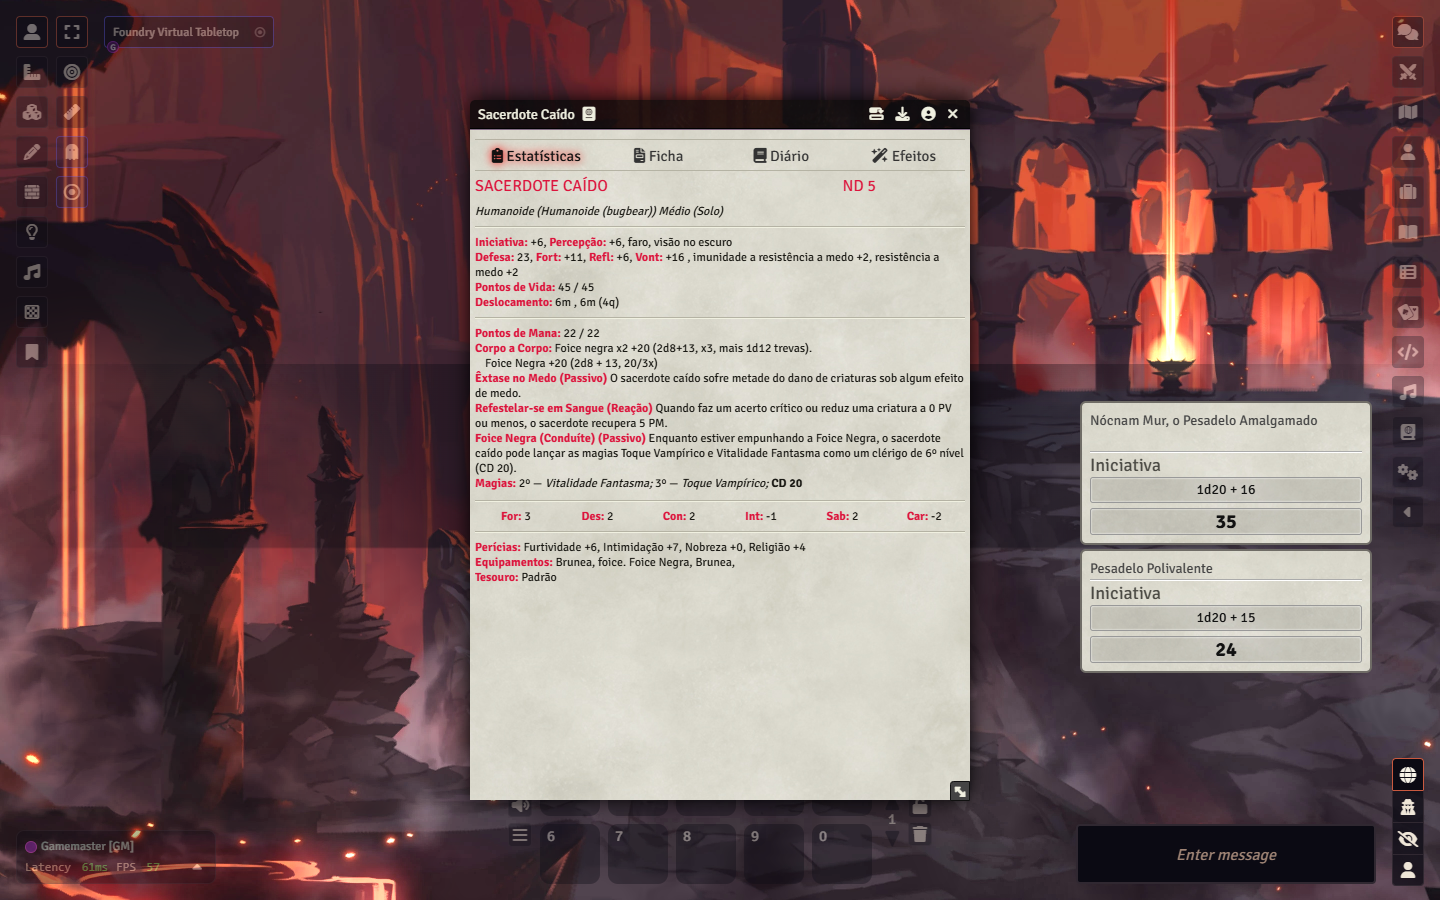 Foundry Virtual Tabletop
G
Sacerdote Caído
Estatísticas Ficha Diário Efeitos
SACERDOTE CAÍDO ND 5
Humanoide (Humanoide (bugbear)) Médio (Solo)
Iniciativa: +6, Percepção: +6, faro, visão no escuro
Defesa: 23, Fort: +11, Refl: +6, Vont: +16 , imunidade a resistência a medo +2, resistência a
medo +2
Pontos de Vida: 45 / 45
Deslocamento: 6m , 6m (4q)
Pontos de Mana: 22 / 22
Corpo a Corpo: Foice negra x2 +20 (2d8+13, x3, mais 1d12 trevas).
Foice Negra +20 (2d8 + 13, 20/3x)
Êxtase no Medo (Passivo) O sacerdote caído sofre metade do dano de criaturas sob algum efeito
de medo.
Refestelar-se em Sangue (Reação) Quando faz um acerto crítico ou reduz uma criatura a 0 PV
ou menos, o sacerdote recupera 5 PM.
Foice Negra (Conduíte) (Passivo) Enquanto estiver empunhando a Foice Negra, o sacerdote
caído pode lançar as magias Toque Vampírico e Vitalidade Fantasma como um clérigo de 6º nível
(CD 20).
Magias: 2º — Vitalidade Fantasma; 3º — Toque Vampírico; CD 20
For: 3 Des: 2 Con: 2 Int: -1 Sab: 2 Car: -2
Perícias: Furtividade +6, Intimidação +7, Nobreza +0, Religião +4
Equipamentos: Brunea, foice. Foice Negra, Brunea,
Tesouro: Padrão
Nócnam Mur, o Pesadelo Amalgamado
Iniciativa
1d20 + 16
35
Pesadelo Polivalente
Iniciativa
1d20 + 15
24
6 7 8 9 0 1
Gamemaster [GM]
Latency 61ms FPS 57
Enter message